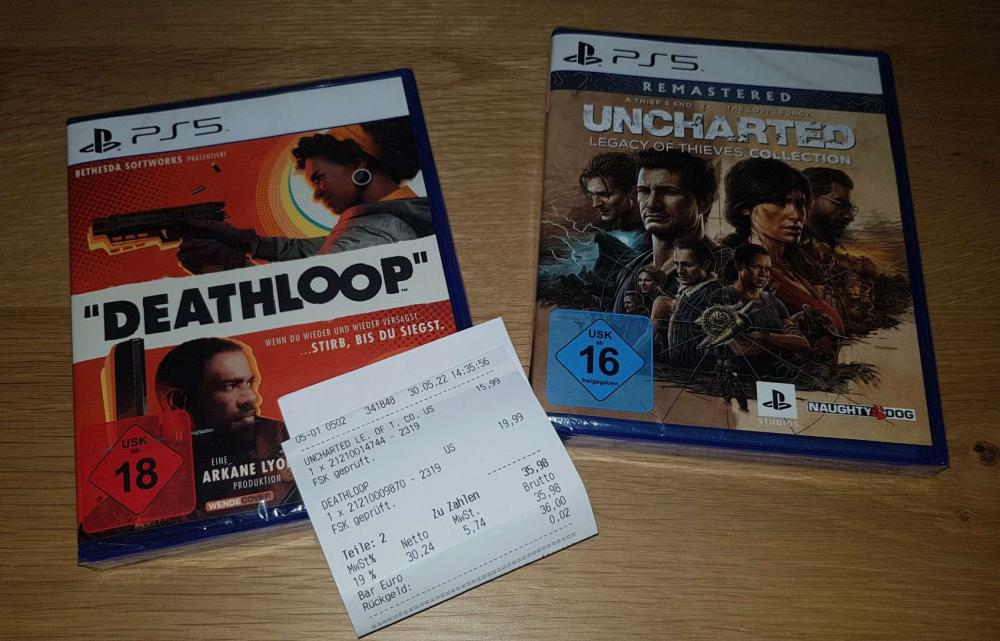 PS5
BETHESDA SOFTWORKS PRÄSENTIERT
"DEATHLOOP"™
WENN DU WIEDER UND WIEDER VERSAGST
...STIRB, BIS DU SIEGST.
USK
ab
18
EINE
ARKANE LYO
PRODUKTION
WENDECOVER
PS5
REMASTERED
A THIEF'S END THE LOST LEGACY
UNCHARTED
LEGACY OF THIEVES COLLECTION
USK
ab
16
freigegeben
STUDIOS
NAUGHTY DOG
05-01 0502 341848 30.05.22 14:35:56
UNCHARTED LE. OF T. CO. US 15,99
1 x 21210014744 - 2319
FSK geprüft.
DEATHLOOP US 19,99
1 x 21210009870 - 2319
FSK geprüft.
Teile: 2 Zu Zahlen 35,98
MwSt% Netto MwSt. Brutto
19 % 30,24 5,74 35,98
Bar Euro 36,00
Rückgeld: 0,02